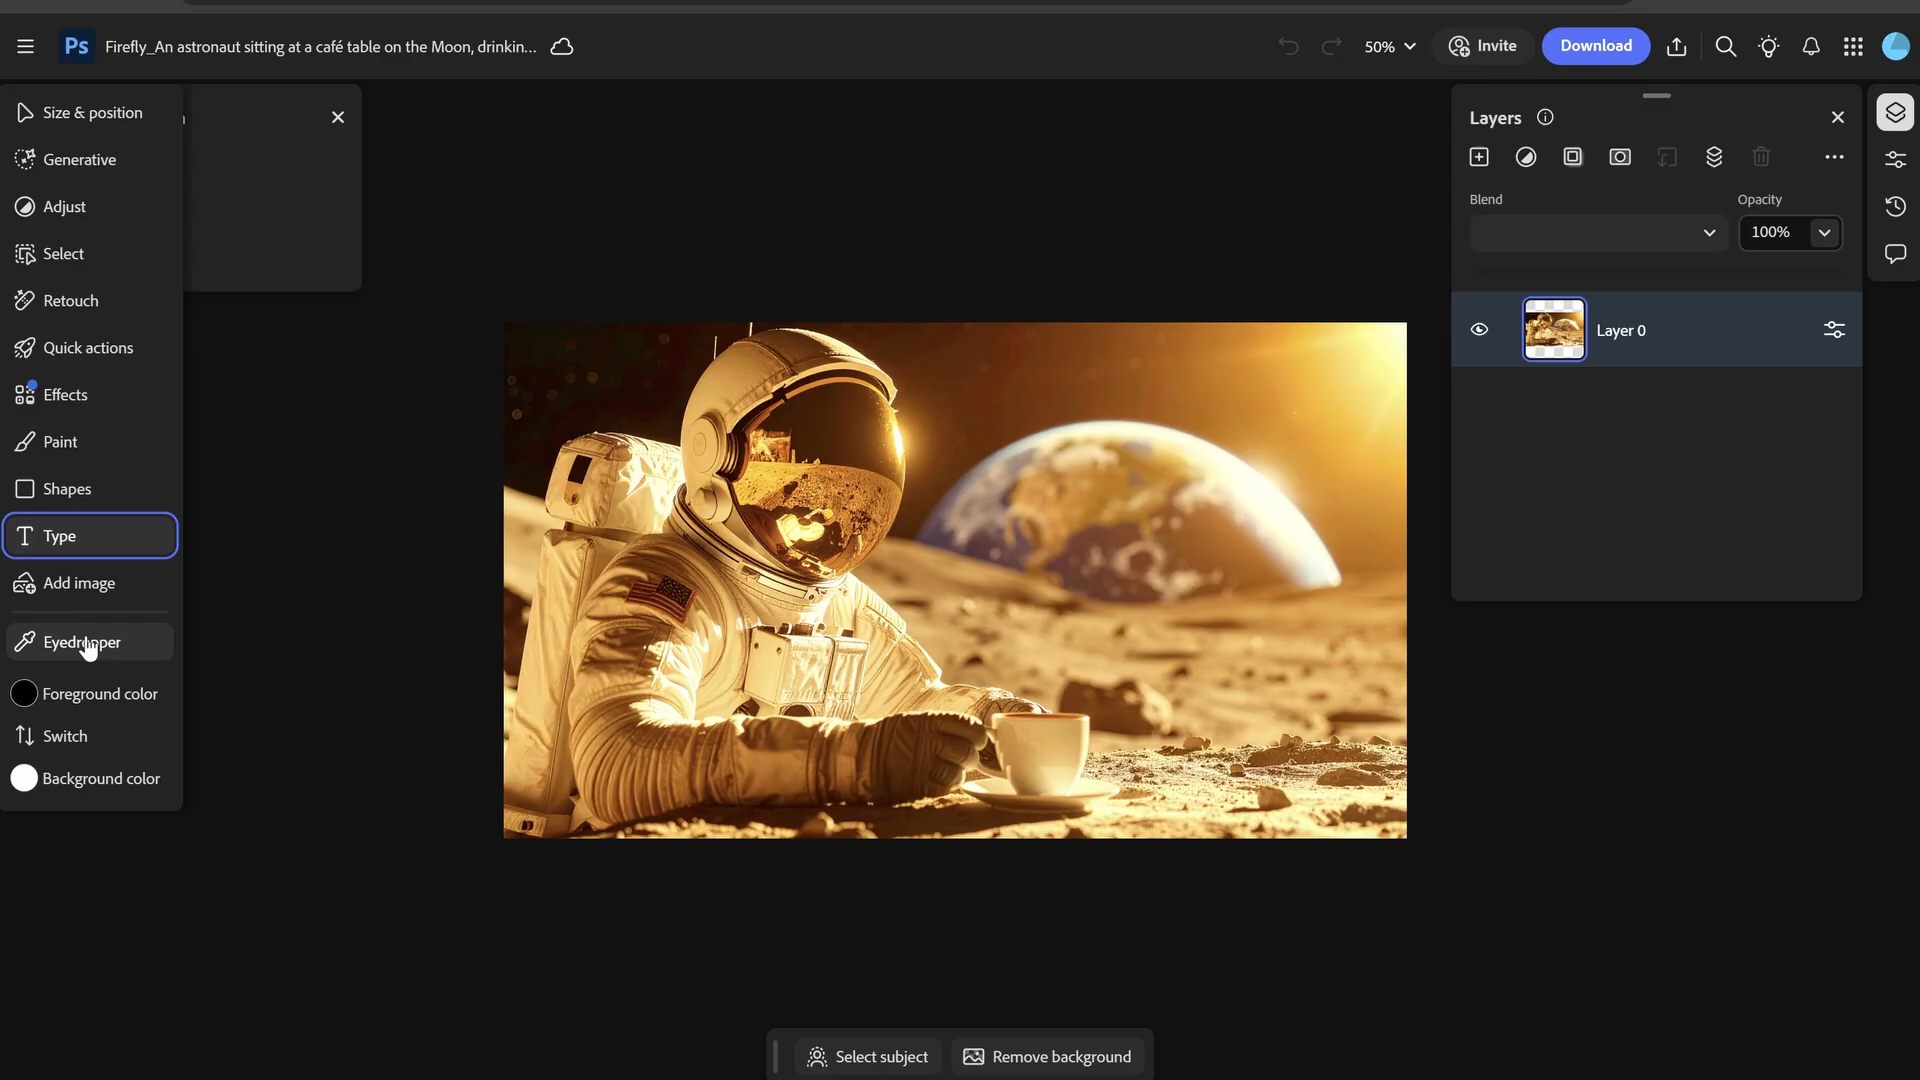 Ps
Firefly_An astronaut sitting at a café table on the Moon, drinkin...
50%
Invite
Download
Size & position
Generative
Adjust
Select
Retouch
Quick actions
Effects
Paint
Shapes
Type
Add image
Eyedropper
Foreground color
Switch
Background color
Layers
Blend
Opacity
100%
Layer 0
Select subject
Remove background